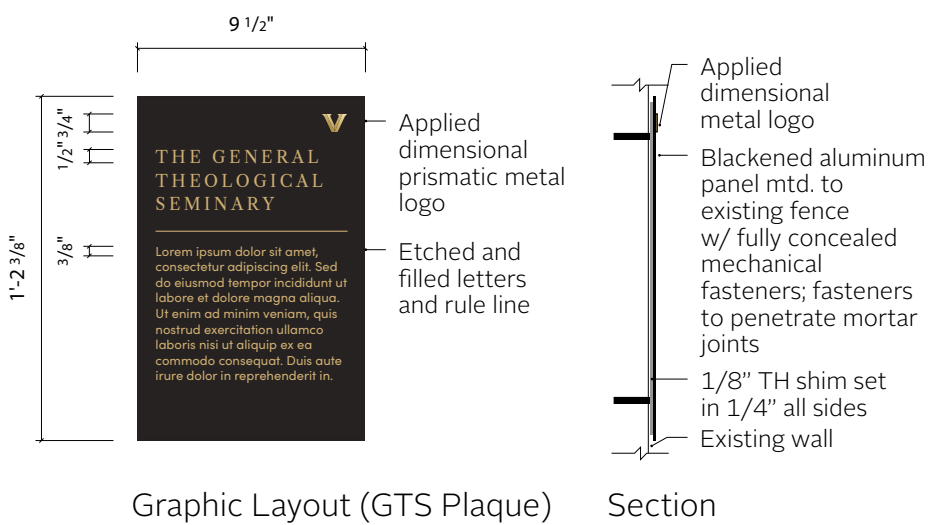 9 1/2"
3/4"
1/2"
3/8"
1'-2 3/8"
V
THE GENERAL
THEOLOGICAL
SEMINARY
Lorem ipsum dolor sit amet,
consectetur adipiscing elit. Sed
do eiusmod tempor incididunt ut
labore et dolore magna aliqua.
Ut enim ad minim veniam, quis
nostrud exercitation ullamco
laboris nisi ut aliquip ex ea
commodo consequat. Duis aute
irure dolor in reprehenderit in.
Applied
dimensional
prismatic metal
logo
Etched and
filled letters
and rule line
Applied
dimensional
metal logo
Blackened aluminum
panel mtd. to
existing fence
w/ fully concealed
mechanical
fasteners; fasteners
to penetrate mortar
joints
1/8” TH shim set
in 1/4” all sides
Existing wall
Graphic Layout (GTS Plaque)
Section